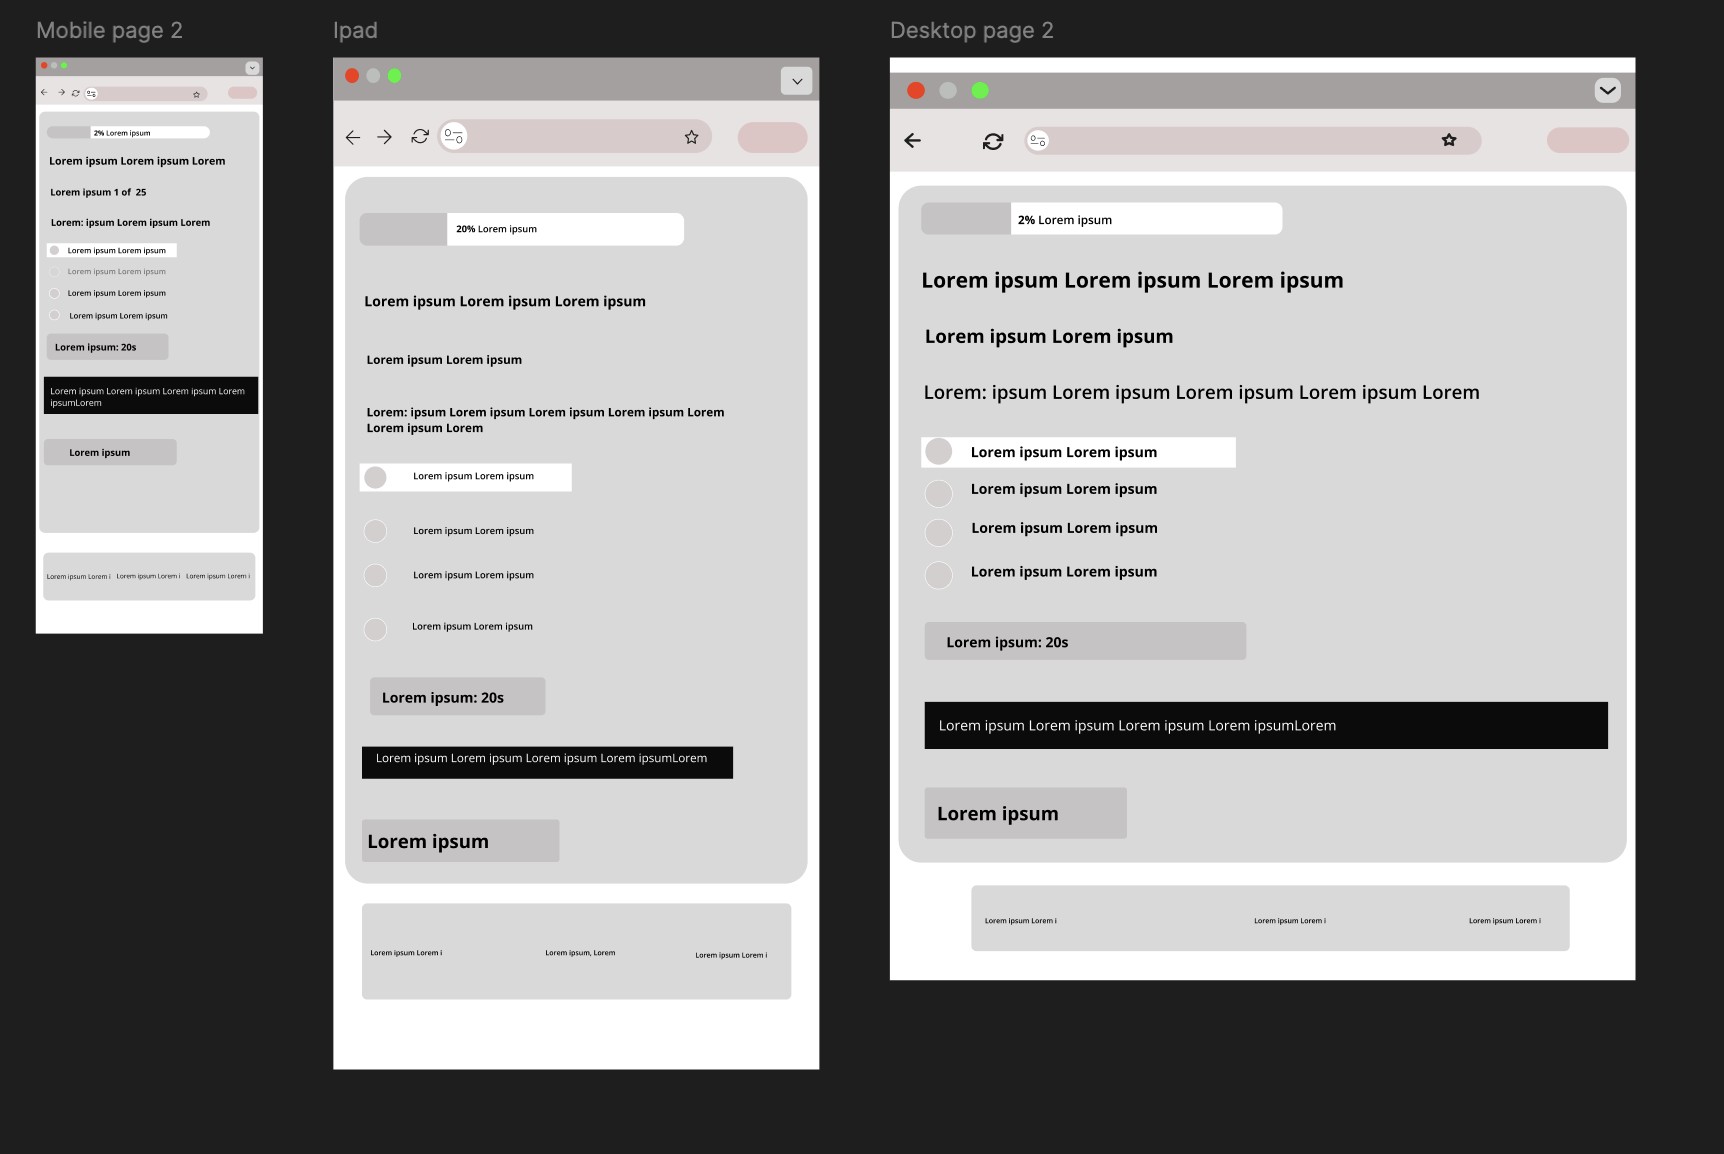 Mobile page 2
2% Lorem ipsum
Lorem ipsum Lorem ipsum Lorem
Lorem ipsum 1 of 25
Lorem: ipsum Lorem ipsum Lorem
Lorem ipsum Lorem ipsum
Lorem ipsum Lorem ipsum
Lorem ipsum Lorem ipsum
Lorem ipsum Lorem ipsum
Lorem ipsum: 20s
Lorem ipsum Lorem ipsum Lorem ipsum Lorem
ipsumLorem
Lorem ipsum
Lorem ipsum Lorem i Lorem ipsum Lorem i Lorem ipsum Lorem i
Ipad
20% Lorem ipsum
Lorem ipsum Lorem ipsum Lorem ipsum
Lorem ipsum Lorem ipsum
Lorem: ipsum Lorem ipsum Lorem ipsum Lorem ipsum Lorem
Lorem ipsum Lorem
Lorem ipsum Lorem ipsum
Lorem ipsum Lorem ipsum
Lorem ipsum Lorem ipsum
Lorem ipsum Lorem ipsum
Lorem ipsum: 20s
Lorem ipsum Lorem ipsum Lorem ipsum Lorem ipsumLorem
Lorem ipsum
Lorem ipsum Lorem i Lorem ipsum, Lorem Lorem ipsum Lorem i
Desktop page 2
2% Lorem ipsum
Lorem ipsum Lorem ipsum Lorem ipsum
Lorem ipsum Lorem ipsum
Lorem: ipsum Lorem ipsum Lorem ipsum Lorem ipsum Lorem
Lorem ipsum Lorem ipsum
Lorem ipsum Lorem ipsum
Lorem ipsum Lorem ipsum
Lorem ipsum Lorem ipsum
Lorem ipsum: 20s
Lorem ipsum Lorem ipsum Lorem ipsum Lorem ipsumLorem
Lorem ipsum
Lorem ipsum Lorem i Lorem ipsum Lorem i Lorem ipsum Lorem i